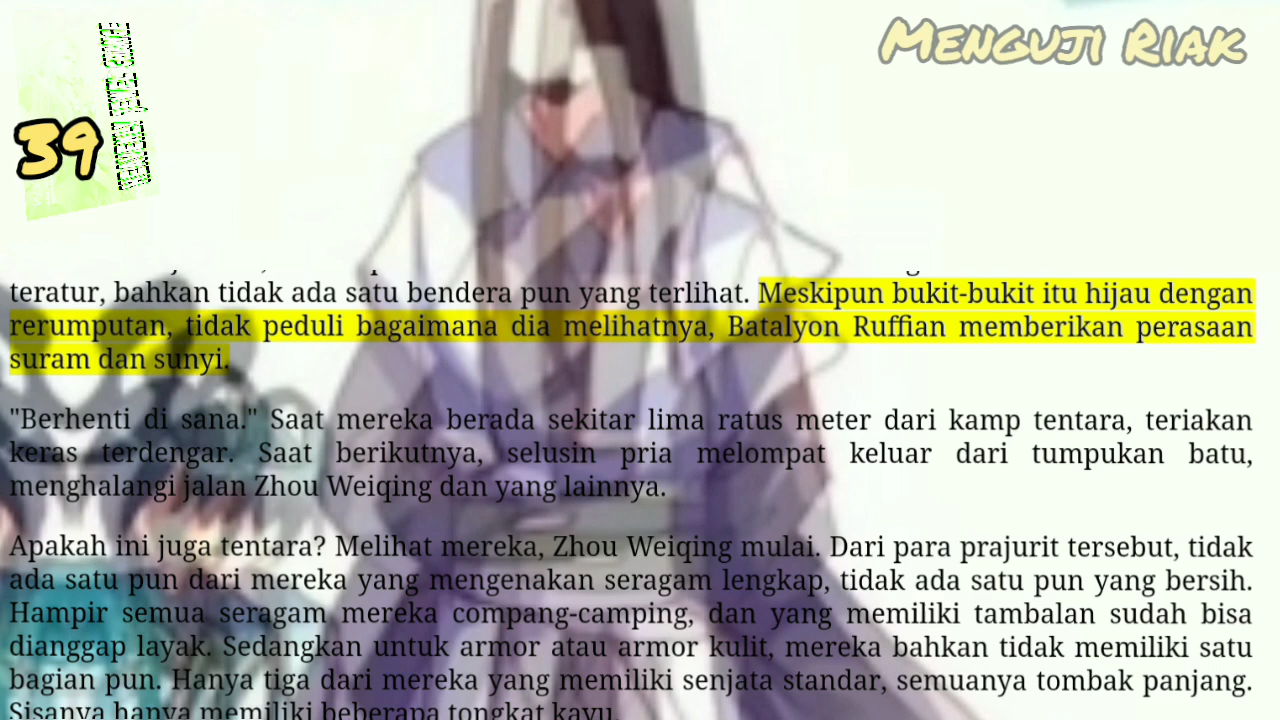 Menguji Riak
39
teratur, bahkan tidak ada satu bendera pun yang terlihat. Meskipun bukit-bukit itu hijau dengan
rerumputan, tidak peduli bagaimana dia melihatnya, Batalyon Ruffian memberikan perasaan
suram dan sunyi.
"Berhenti di sana." Saat mereka berada sekitar lima ratus meter dari kamp tentara, teriakan
keras terdengar. Saat berikutnya, selusin pria melompat keluar dari tumpukan batu,
menghalangi jalan Zhou Weiqing dan yang lainnya.
Apakah ini juga tentara? Melihat mereka, Zhou Weiqing mulai. Dari para prajurit tersebut, tidak
ada satu pun dari mereka yang mengenakan seragam lengkap, tidak ada satu pun yang bersih.
Hampir semua seragam mereka compang-camping, dan yang memiliki tambalan sudah bisa
dianggap layak. Sedangkan untuk armor atau armor kulit, mereka bahkan tidak memiliki satu
bagian pun. Hanya tiga dari mereka yang memiliki senjata standar, semuanya tombak panjang.
Sisanya hanya memiliki beberapa tongkat kayu.